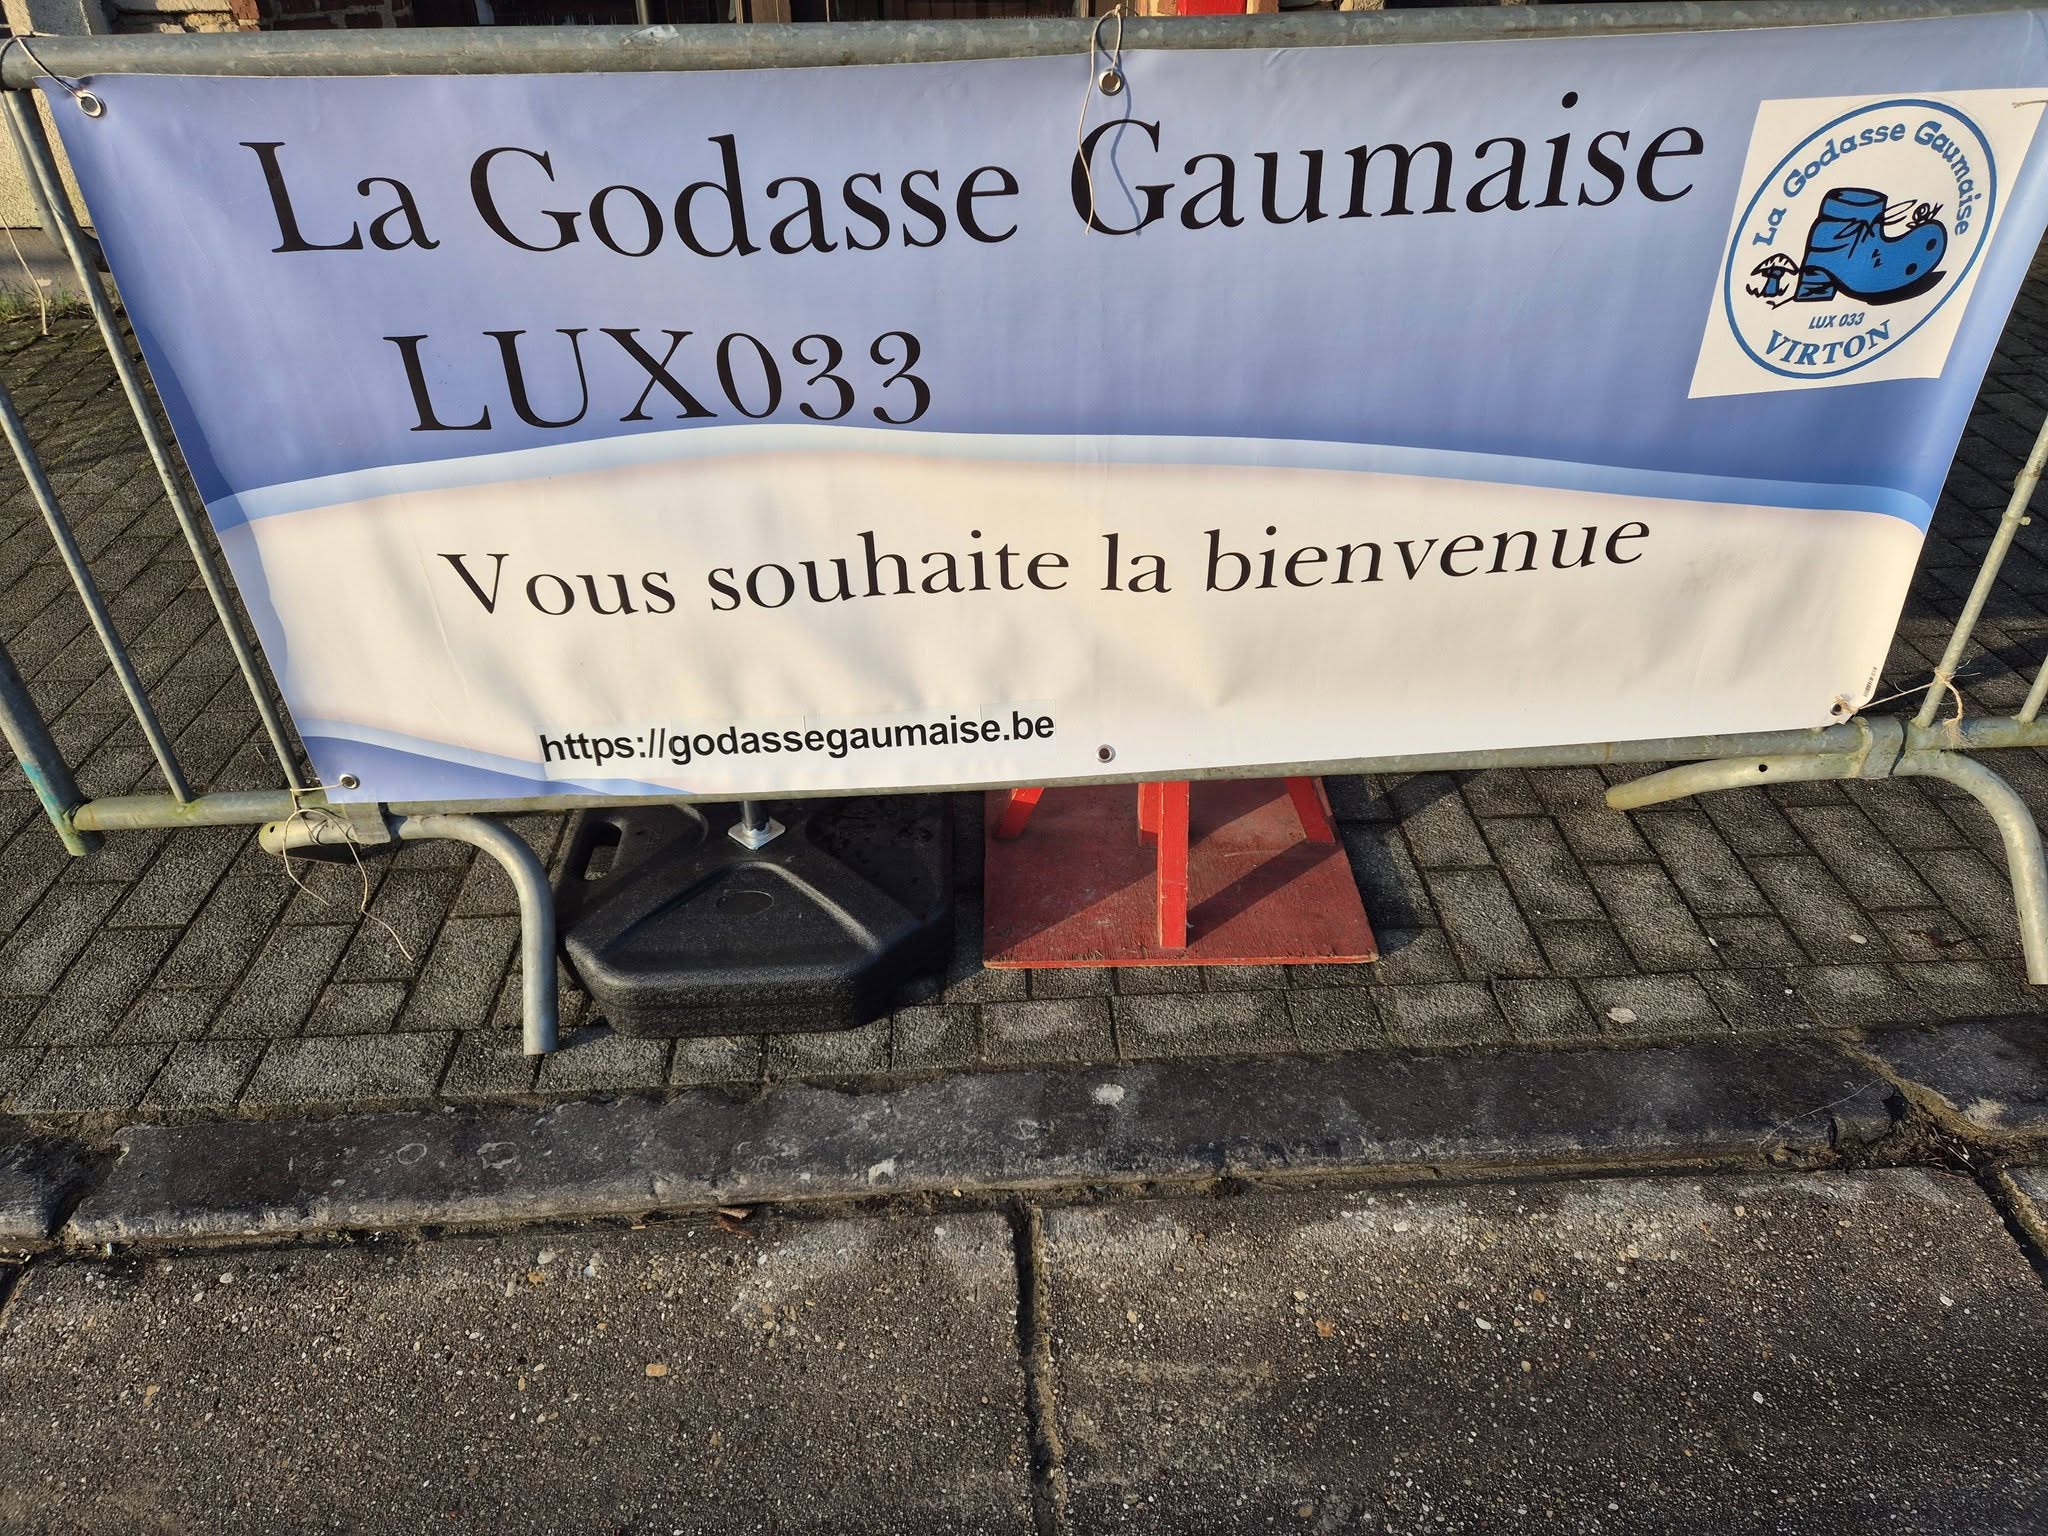 La Godasse Gaumaise
LUX033
La Godasse Gaumaise
LUX 033
VIRTON
Vous souhaite la bienvenue
https://godassegaumaise.be